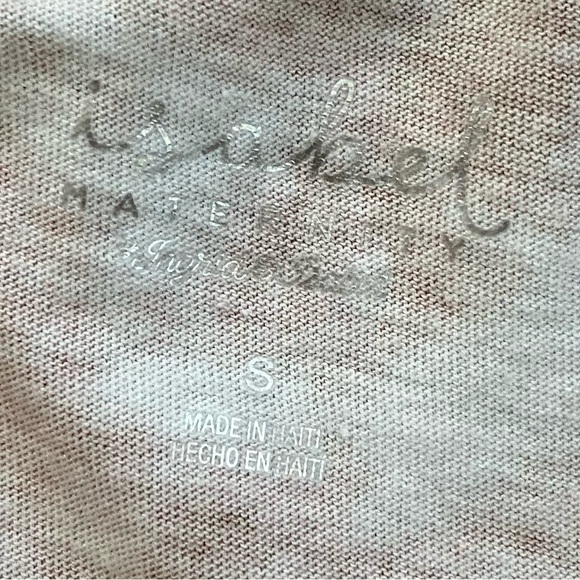 isabel
MATERNITY
S
MADE IN HAITI
HECHO EN HAITI